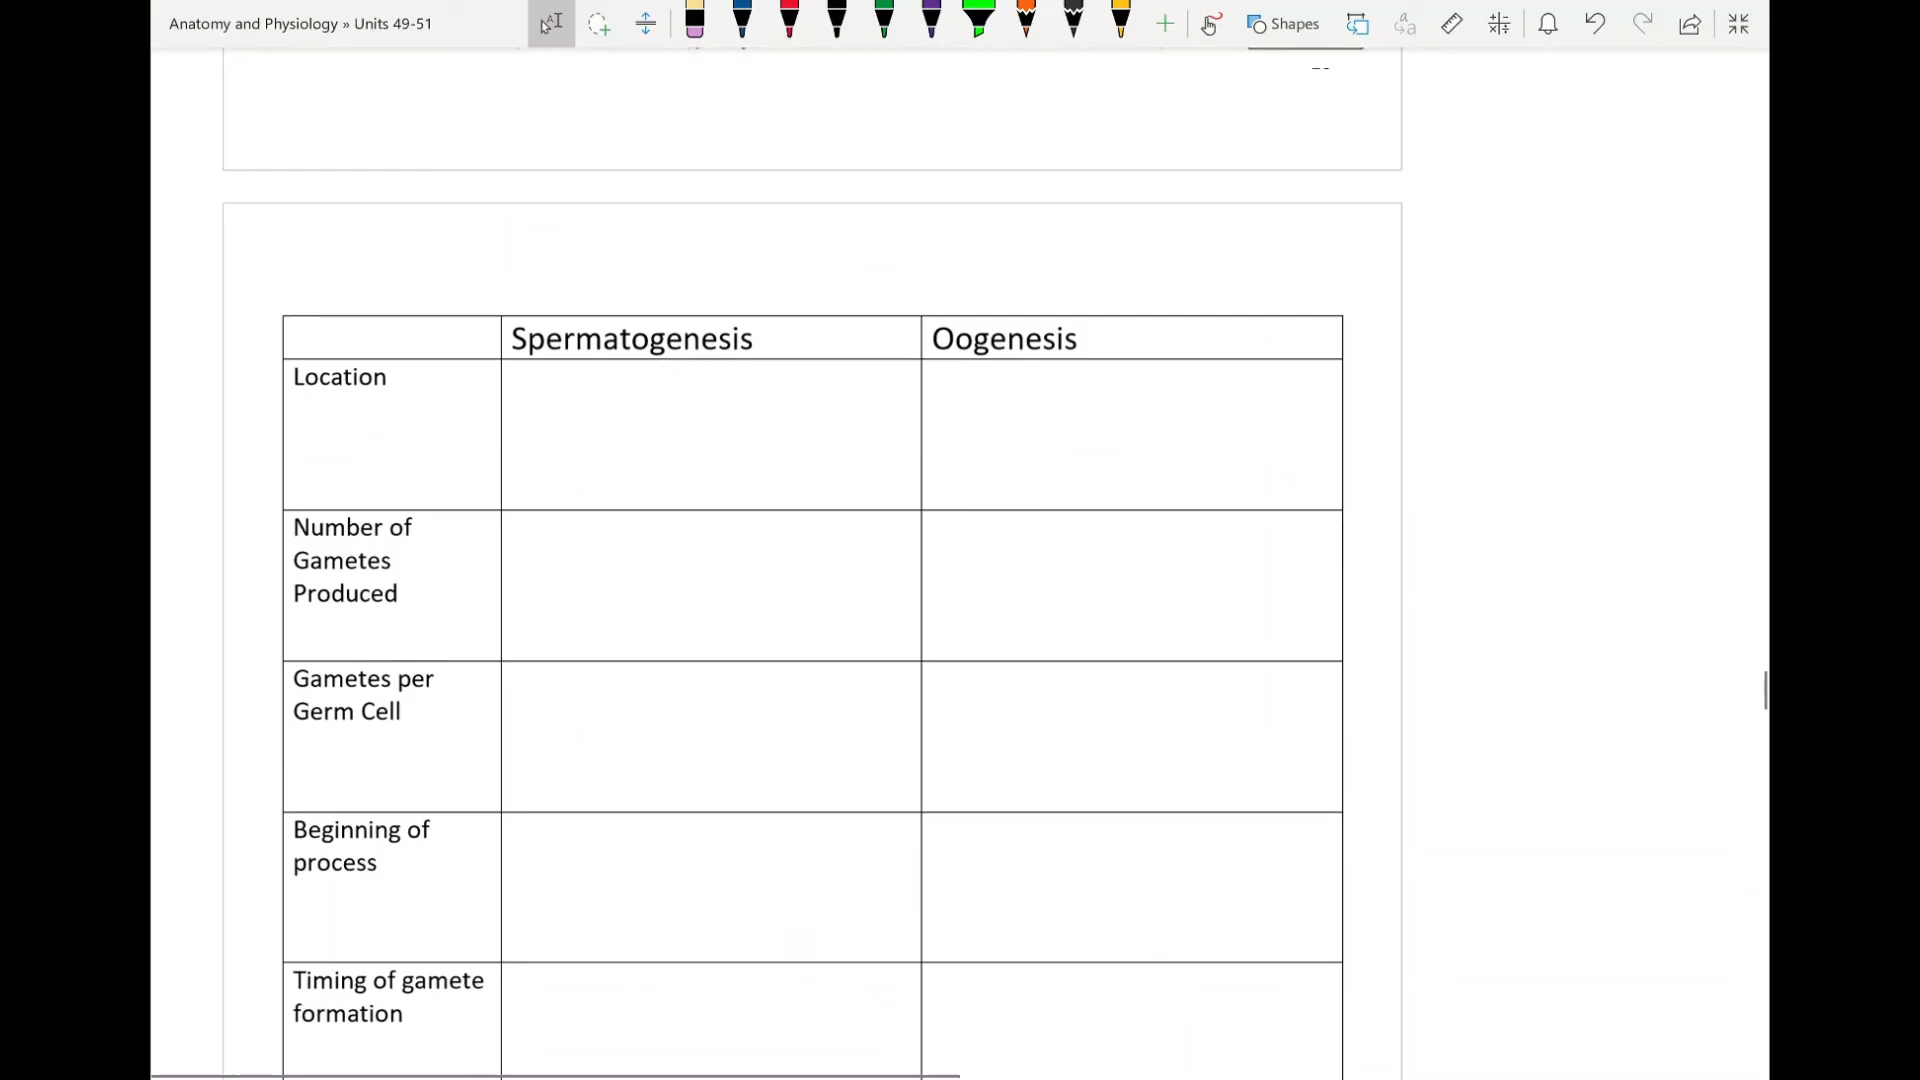 Anatomy and Physiology » Units 49-51
Shapes
Spermatogenesis
Oogenesis
Location
Number of
Gametes
Produced
Gametes per
Germ Cell
Beginning of
process
Timing of gamete
formation